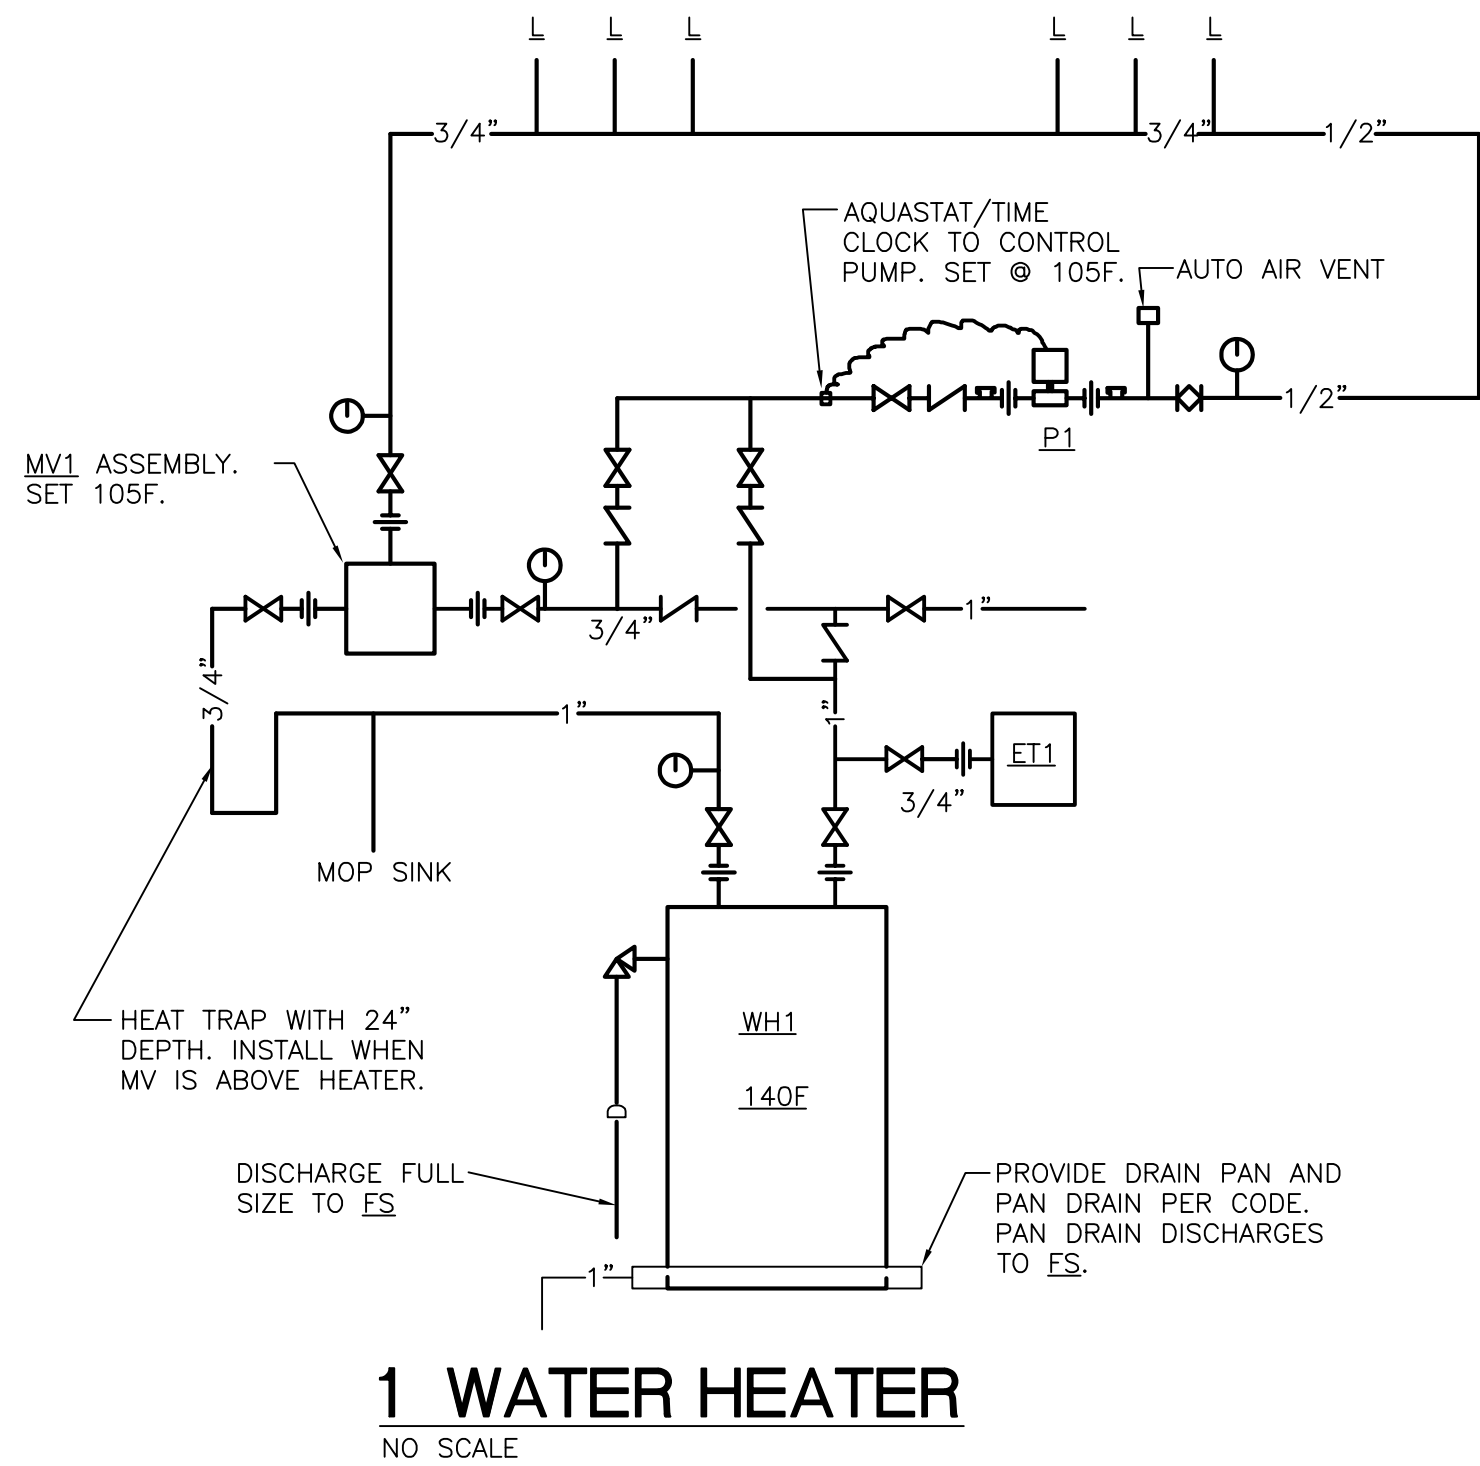 L L L L L L
3/4" 3/4" 1/2"
AQUASTAT/TIME
CLOCK TO CONTROL
PUMP. SET @ 105F.
AUTO AIR VENT
1/2"
P1
MV1 ASSEMBLY.
SET 105F.
3/4"
1"
3/4"
1"
1"
ET1
3/4"
MOP SINK
HEAT TRAP WITH 24"
DEPTH. INSTALL WHEN
MV IS ABOVE HEATER.
WH1
140F
D
DISCHARGE FULL
SIZE TO FS
PROVIDE DRAIN PAN AND
PAN DRAIN PER CODE.
PAN DRAIN DISCHARGES
TO FS.
1"
1 WATER HEATER
NO SCALE